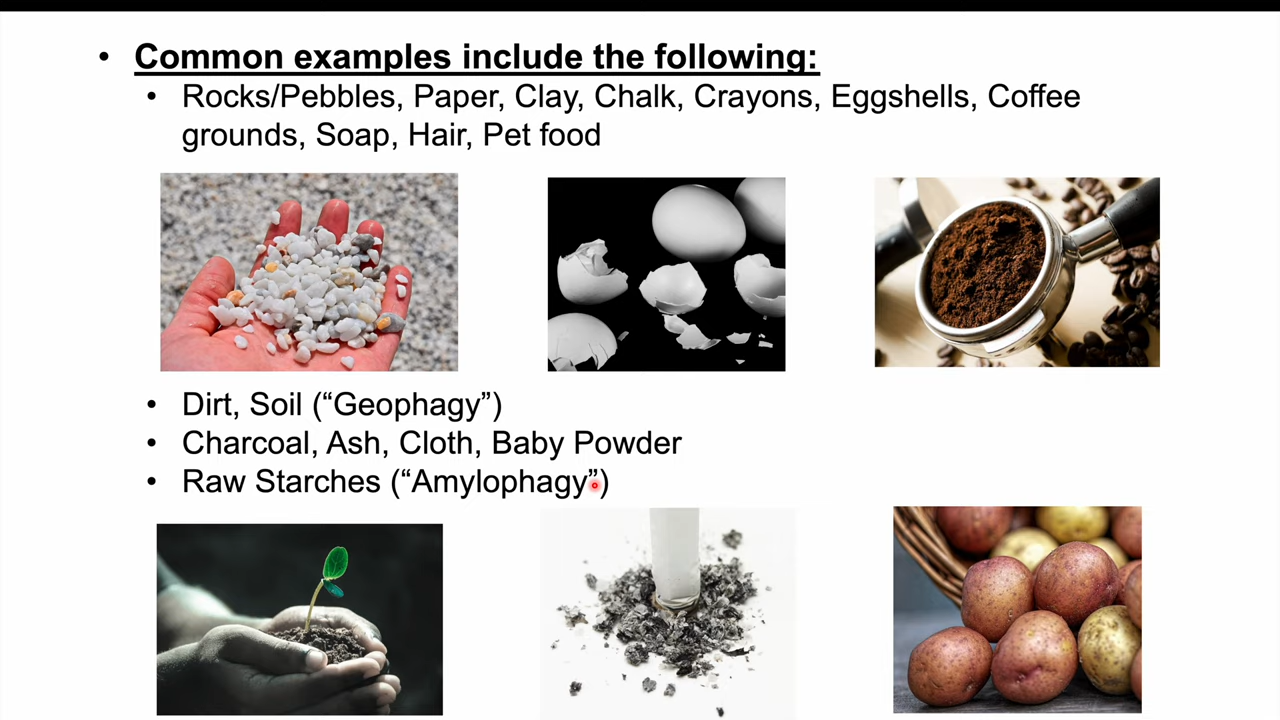 • Common examples include the following:
• Rocks/Pebbles, Paper, Clay, Chalk, Crayons, Eggshells, Coffee
grounds, Soap, Hair, Pet food
• Dirt, Soil (“Geophagy”)
• Charcoal, Ash, Cloth, Baby Powder
• Raw Starches (“Amylophagy”)